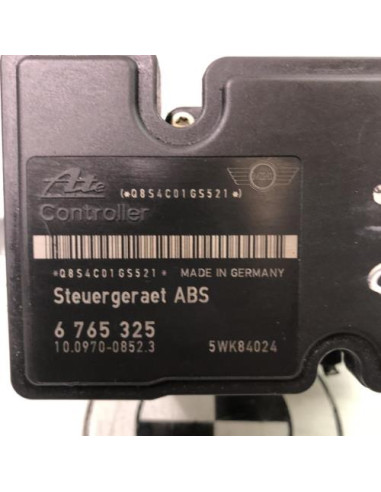 Ate (*Q8S4C01GS521*)
Controller
*Q8S4C01GS521* MADE IN GERMANY
Steuergeraet ABS
6 765 325
10.0970-0852.3 5WK84024